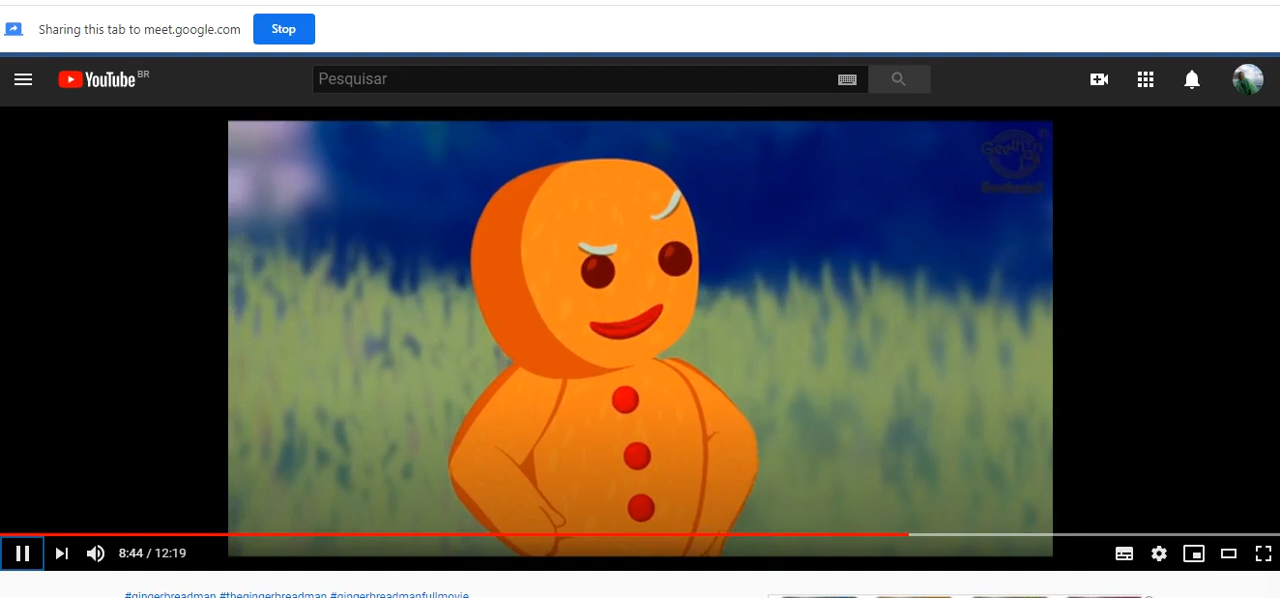 Sharing this tab to meet.google.com Stop
YouTube BR Pesquisar
8:44 / 12:19
#gingerbreadman #thegingerbreadman #gingerbreadmanfullmovie